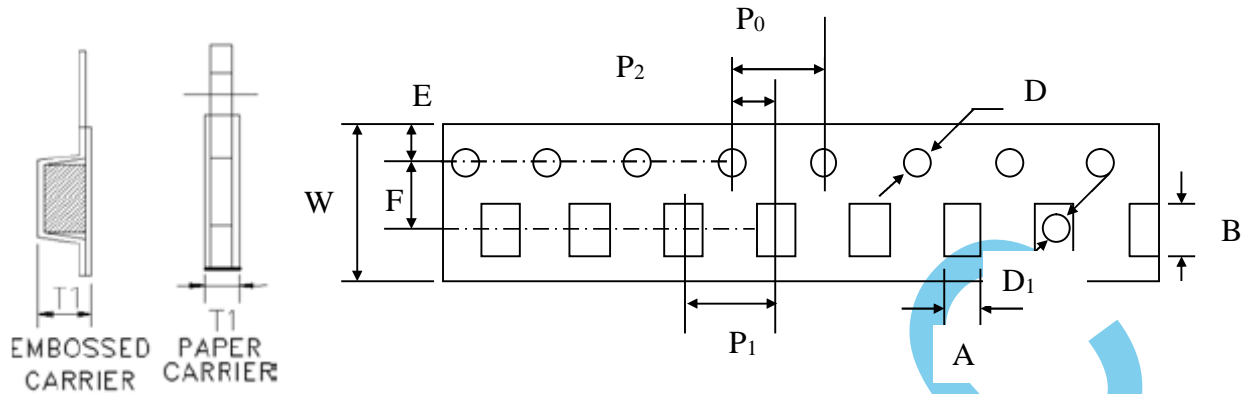 P₀
P₂
E
D
W
F
B
D₁
T1
T1
P₁
A
EMBOSSED
CARRIER
PAPER
CARRIER